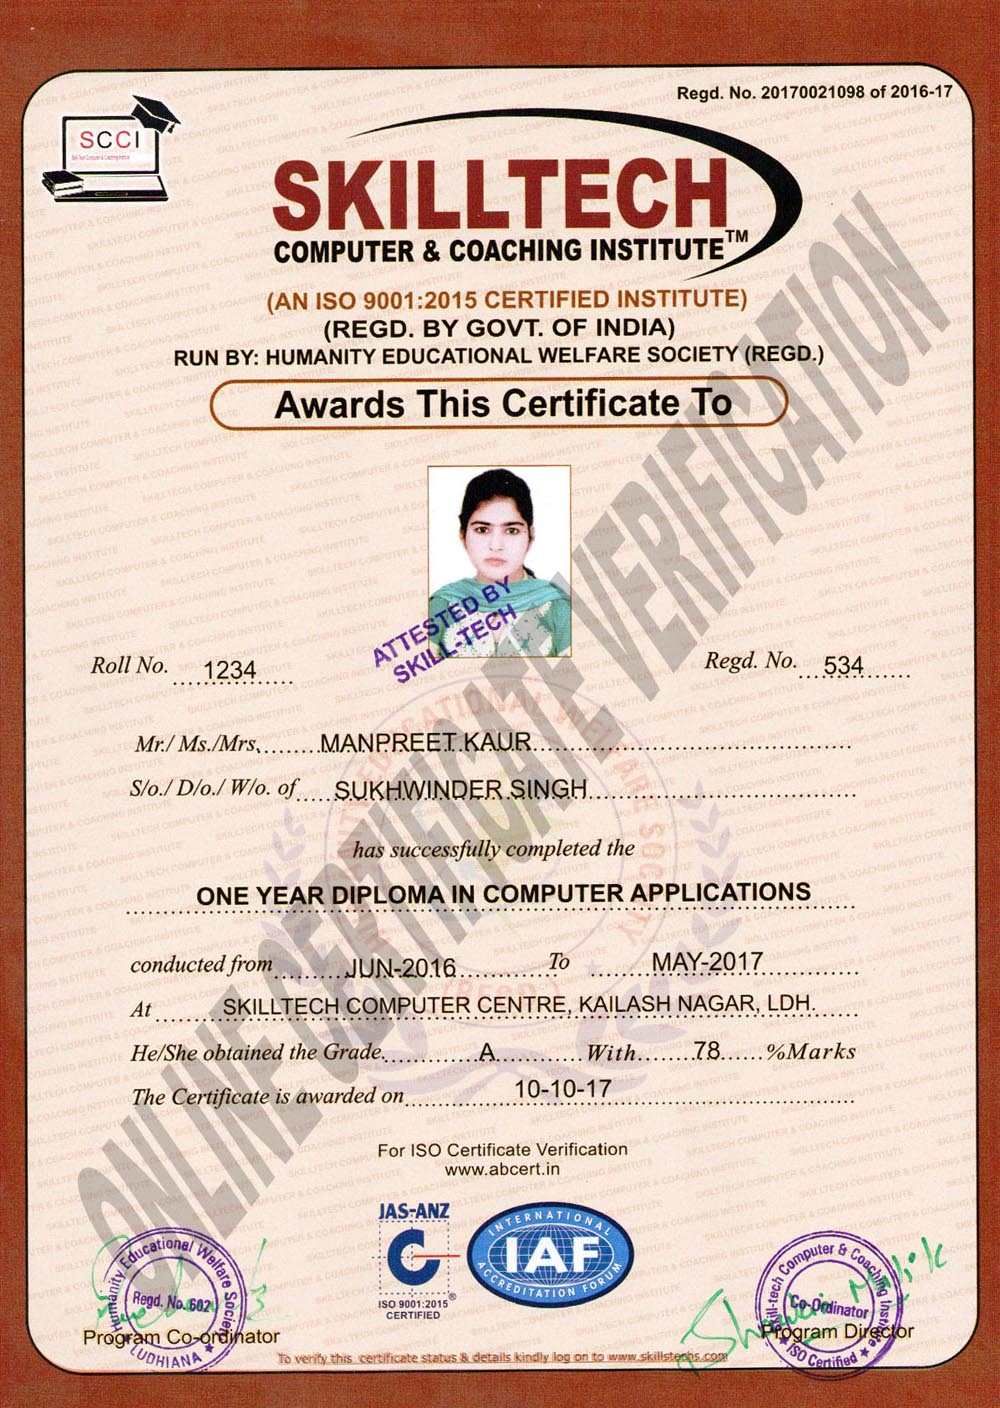 Regd. No. 20170021098 of 2016-17
SCCI
SKILLTECH
COMPUTER & COACHING INSTITUTE™
(AN ISO 9001:2015 CERTIFIED INSTITUTE)
(REGD. BY GOVT. OF INDIA)
RUN BY: HUMANITY EDUCATIONAL WELFARE SOCIETY (REGD.)
Awards This Certificate To
ATTESTED BY
SKILL-TECH
Roll No. 1234 Regd. No. 534
Mr./ Ms./Mrs. MANPREET KAUR
S/o./ D/o./ W/o. of SUKHWINDER SINGH
has successfully completed the
ONE YEAR DIPLOMA IN COMPUTER APPLICATIONS
conducted from JUN-2016 To MAY-2017
At SKILLTECH COMPUTER CENTRE, KAILASH NAGAR, LDH.
He/She obtained the Grade A With 78 %Marks
The Certificate is awarded on 10-10-17
ONLINE CERTIFICATE VERIFICATION
For ISO Certificate Verification
www.abcert.in
JAS-ANZ
ISO 9001:2015
CERTIFIED
®
INTERNATIONAL
IAF
ACCREDITATION FORUM
Humanity Educational Welfare Society
Regd. No. 602
LUDHIANA
Program Co-ordinator
Skill-tech Computer & Coaching Institute
Co-Ordinator
ISO Certified
Program Director
To verify this certificate status & details kindly log on to www.skillstechs.com